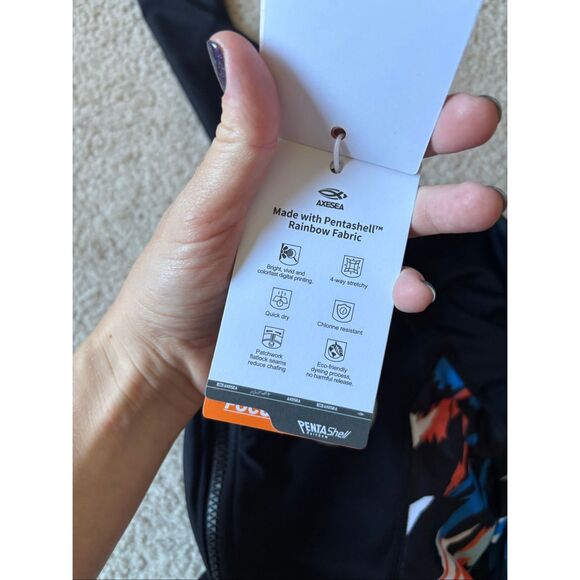 AXESEA
Made with Pentashell™
Rainbow Fabric
Bright, vivid and
colorfast digital printing.
4-way stretchy
Quick dry
Chlorine resistant
Patchwork
flatlock seams
reduce chafing
Eco-friendly
dyeing process,
no harmful release.
AXESEA
AXESEA
PENTAShell
RAINBOW